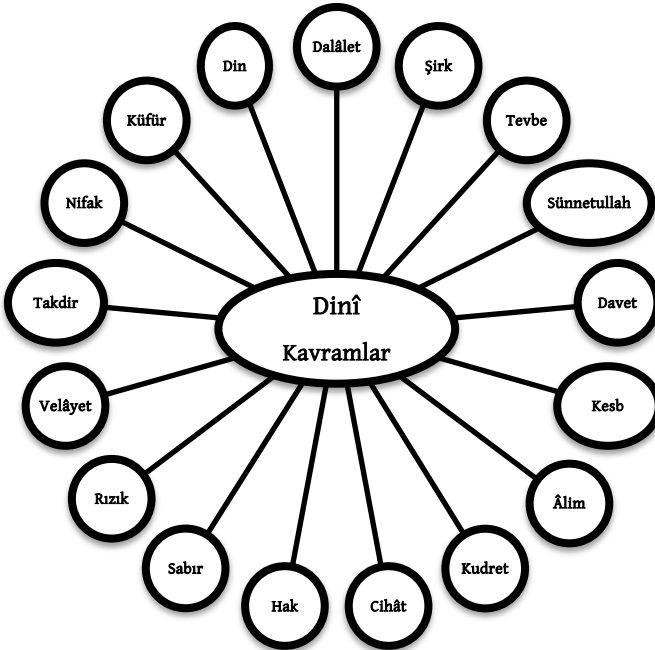 Dinî
Kavramlar
Dalâlet
Şirk
Tevbe
Sünnetullah
Davet
Kesb
Âlim
Kudret
Cihât
Hak
Sabır
Rızık
Velâyet
Takdir
Nifak
Küfür
Din